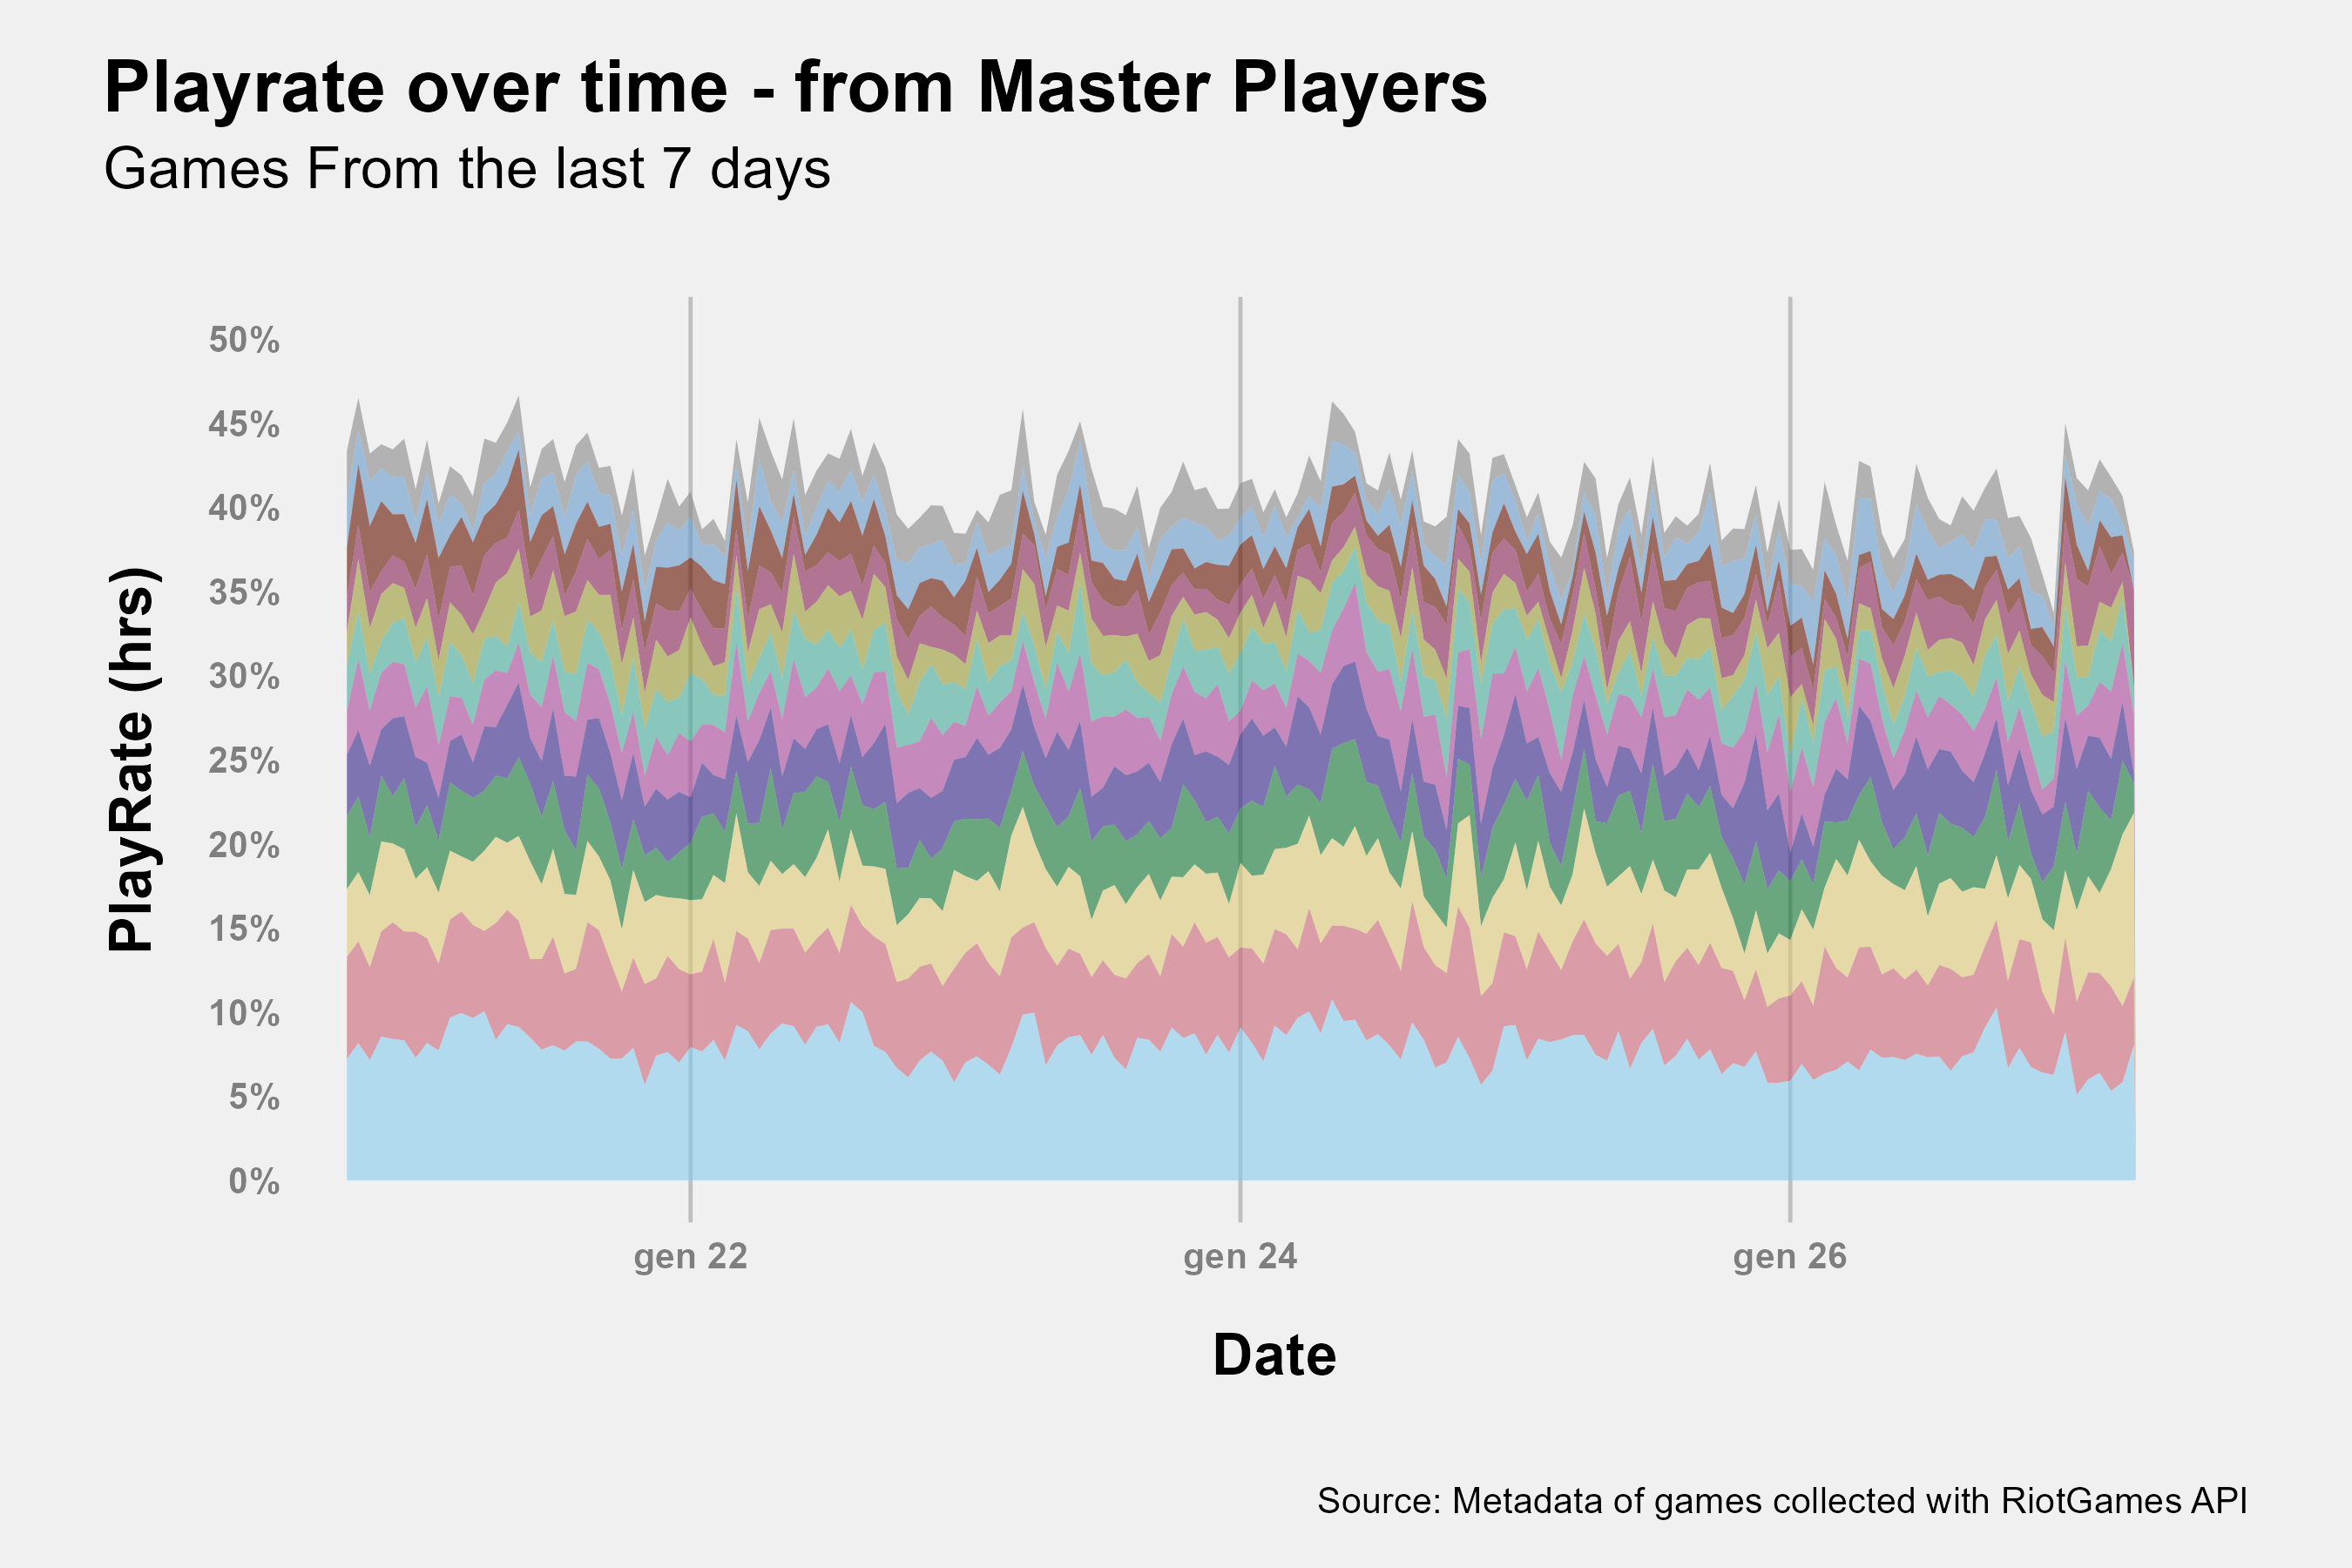 Playrate over time - from Master Players
Games From the last 7 days
50%
45%
40%
35%
30%
25%
20%
15%
10%
5%
0%
PlayRate (hrs)
gen 22
gen 24
gen 26
Date
Source: Metadata of games collected with RiotGames API